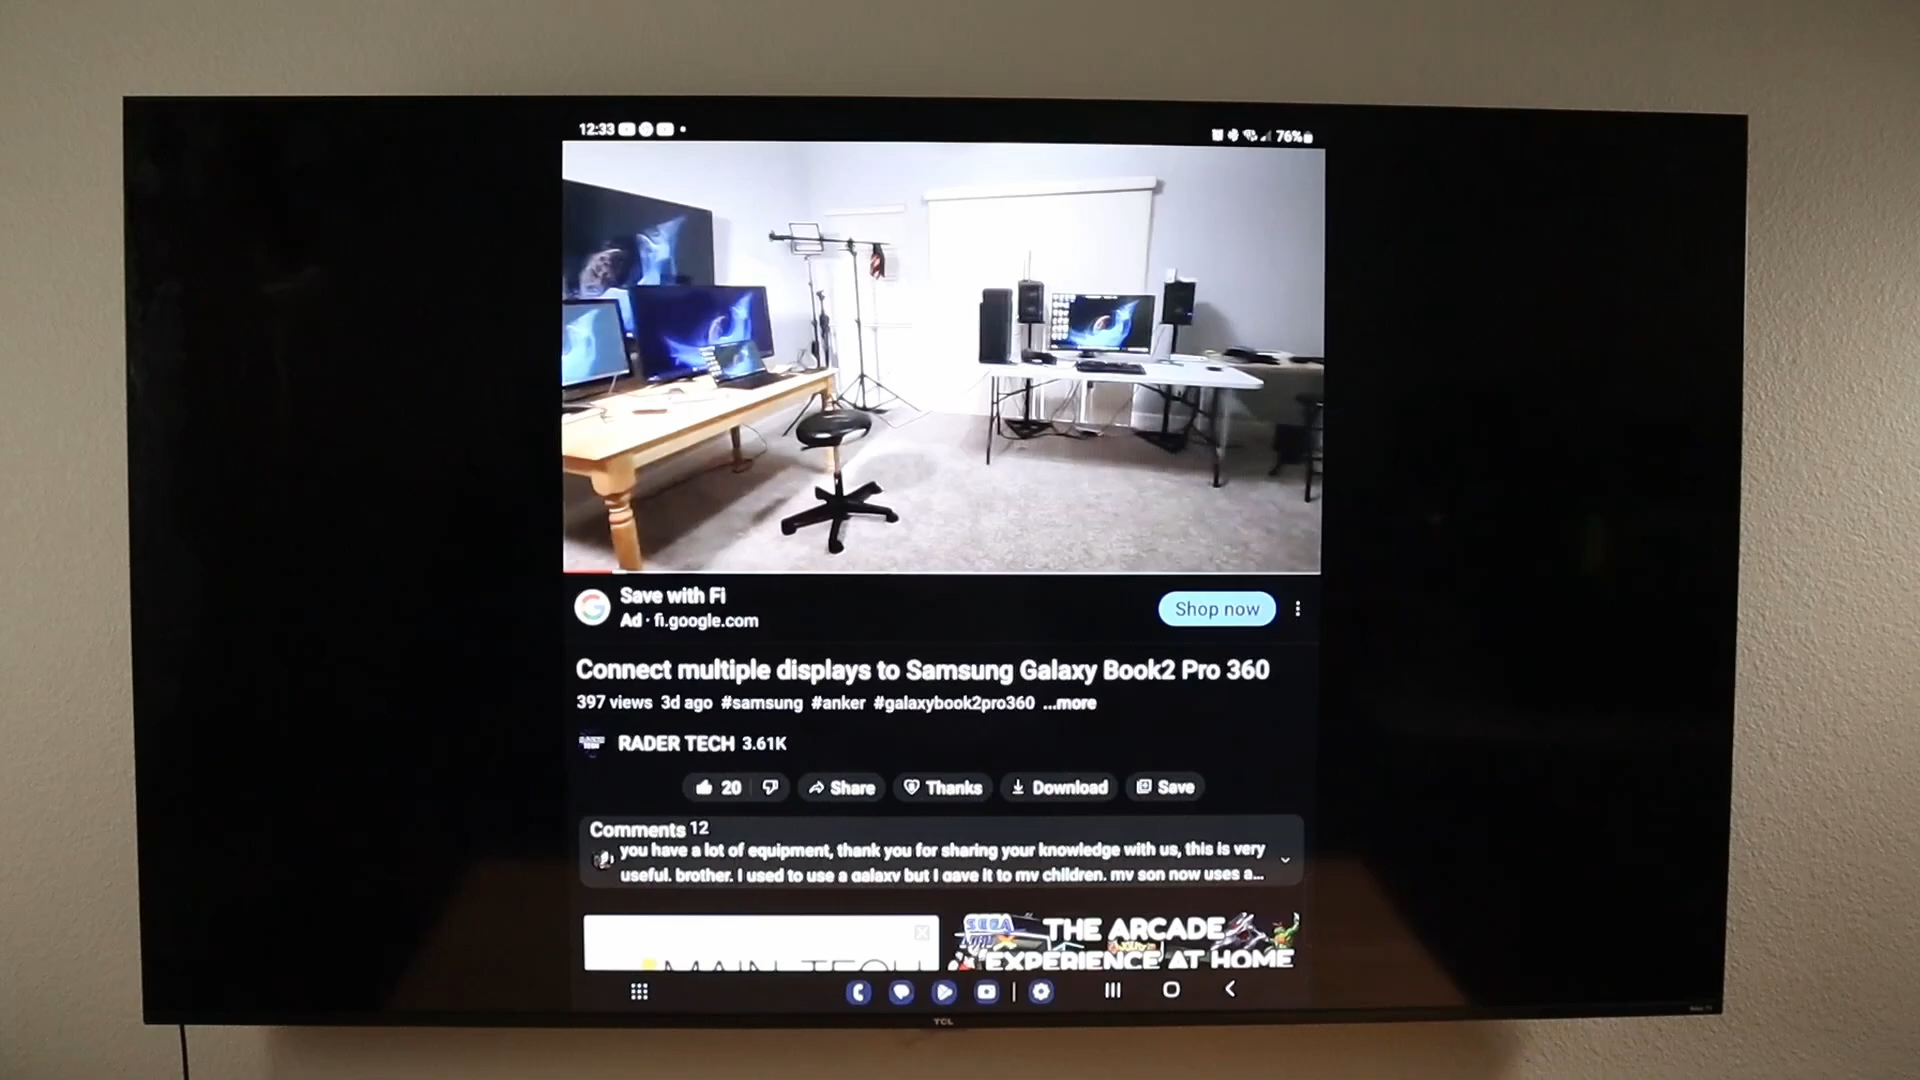 12:33
76%
Save with Fi
Ad · fi.google.com
Shop now
Connect multiple displays to Samsung Galaxy Book2 Pro 360
397 views 3d ago #samsung #anker #galaxybook2pro360 ...more
RADER TECH 3.61K
20 Share Thanks Download Save
Comments 12
you have a lot of equipment, thank you for sharing your knowledge with us, this is very
useful. brother. I used to use a galaxy but I gave it to my children. my son now uses a...
SEGA
THE ARCADE
EXPERIENCE AT HOME
MAIN TECH
TCL